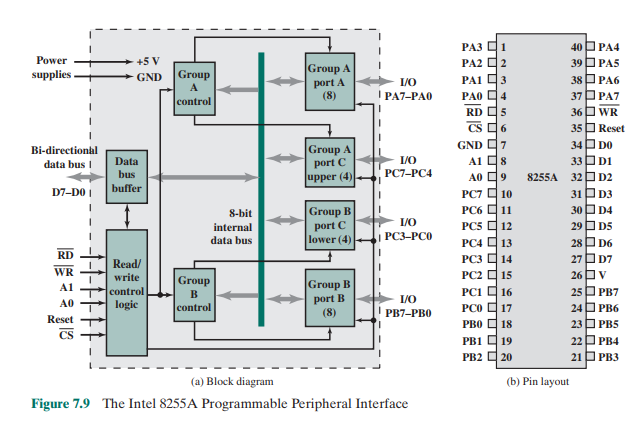 Power
supplies
+5 V
GND
Group
A
control
Group A
port A
(8)
I/O
PA7–PA0
Bi-directional
data bus
D7–D0
Data
bus
buffer
Group A
port C
upper (4)
I/O
PC7–PC4
8-bit
internal
data bus
Group B
port C
lower (4)
I/O
PC3–PC0
RD
WR
A1
A0
Reset
CS
Read/
write
control
logic
Group
B
control
Group B
port B
(8)
I/O
PB7–PB0
(a) Block diagram
PA3 1 40 PA4
PA2 2 39 PA5
PA1 3 38 PA6
PA0 4 37 PA7
RD 5 36 WR
CS 6 35 Reset
GND 7 34 D0
A1 8 33 D1
A0 9 8255A 32 D2
PC7 10 31 D3
PC6 11 30 D4
PC5 12 29 D5
PC4 13 28 D6
PC3 14 27 D7
PC2 15 26 V
PC1 16 25 PB7
PC0 17 24 PB6
PB0 18 23 PB5
PB1 19 22 PB4
PB2 20 21 PB3
(b) Pin layout
Figure 7.9 The Intel 8255A Programmable Peripheral Interface